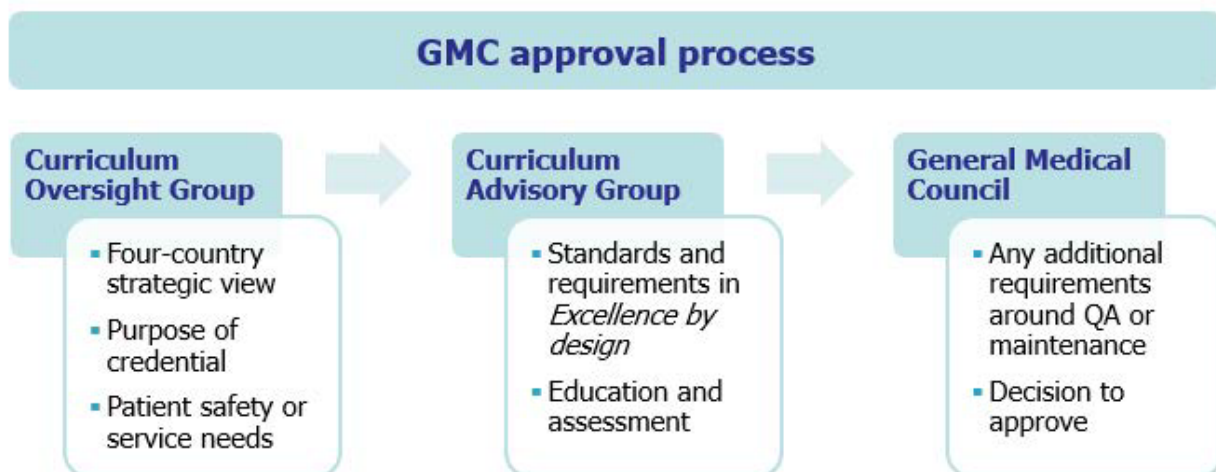 GMC approval process
Curriculum
Oversight Group
▪ Four-country
strategic view
▪ Purpose of
credential
▪ Patient safety or
service needs
Curriculum
Advisory Group
▪ Standards and
requirements in
Excellence by
design
▪ Education and
assessment
General Medical
Council
▪ Any additional
requirements
around QA or
maintenance
▪ Decision to
approve